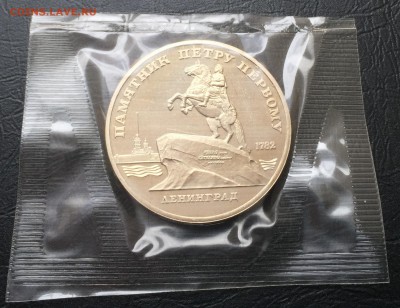 COINS.LAVE.RU
ПАМЯТНИК ПЕТРУ ПЕРВОМУ
1782
ЛЕНИНГРАД